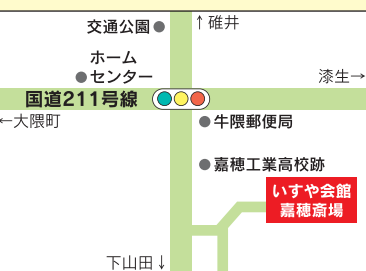 交通公園
↑碓井
ホーム
センター
漆生→
国道211号線
←大隈町
牛隈郵便局
嘉穂工業高校跡
いすや会館
嘉穂斎場
下山田↓